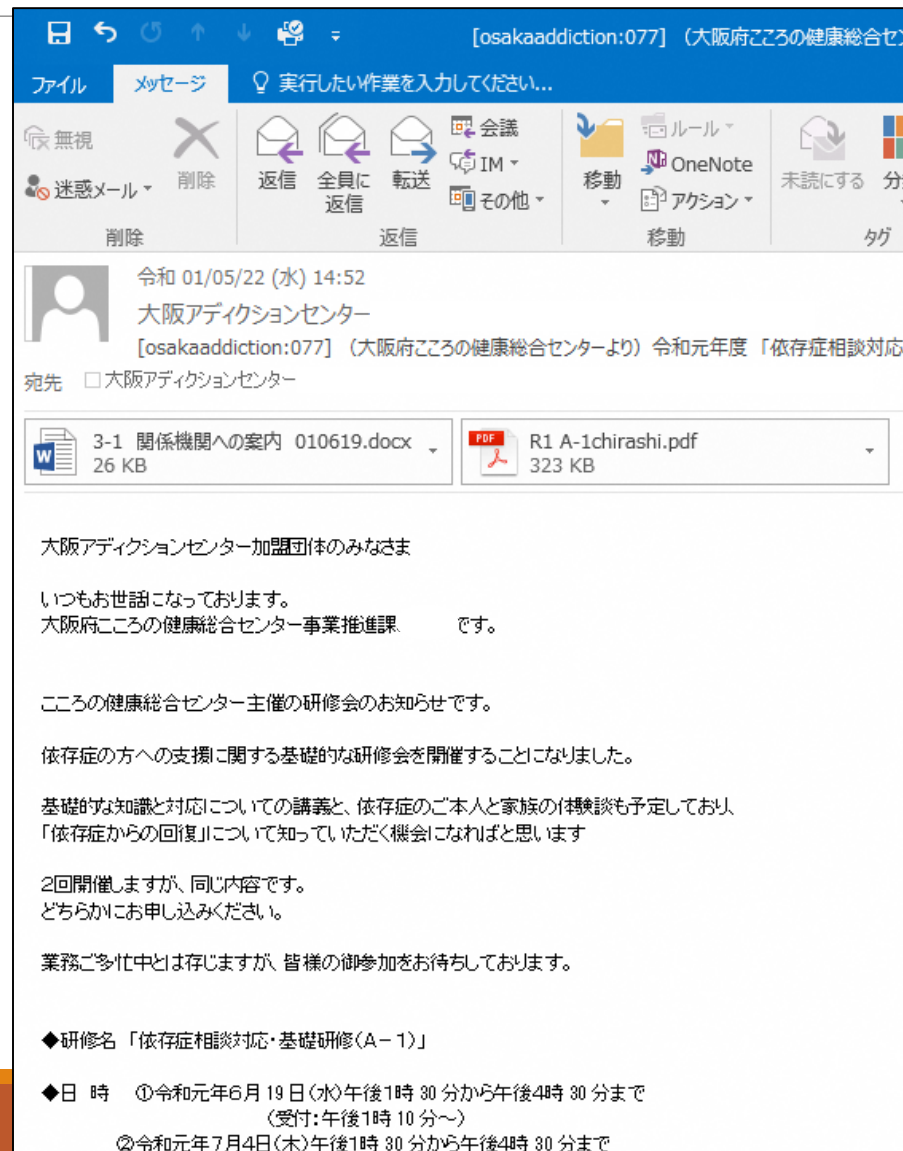 [osakaaddiction:077] （大阪府こころの健康総合セン
ファイル メッセージ 実行したい作業を入力してください...
無視
迷惑メール
削除
返信
全員に
返信
転送
会議
IM
その他
移動
ルール
OneNote
アクション
未読にする
削除 返信 移動 タグ
令和 01/05/22 (水) 14:52
大阪アディクションセンター
[osakaaddiction:077] （大阪府こころの健康総合センターより）令和元年度「依存症相談対応
宛先 大阪アディクションセンター
3-1 関係機関への案内 010619.docx
26 KB
R1 A-1chirashi.pdf
323 KB
大阪アディクションセンター加盟団体のみなさま
いつもお世話になっております。
大阪府こころの健康総合センター事業推進課 です。
こころの健康総合センター主催の研修会のお知らせです。
依存症の方への支援に関する基礎的な研修会を開催することになりました。
基礎的な知識と対応についての講義と、依存症のご本人と家族の体験談も予定しており、
「依存症からの回復」について知っていただく機会になればと思います
2回開催しますが、同じ内容です。
どちらかにお申し込みください。
業務ご多忙中とは存じますが、皆様の御参加をお待ちしております。
◆研修名 「依存症相談対応・基礎研修(A－1)」
◆日 時 ①令和元年6月19日(水)午後1時30分から午後4時30分まで
(受付：午後1時10分～)
②令和元年7月4日(木)午後1時30分から午後4時30分まで